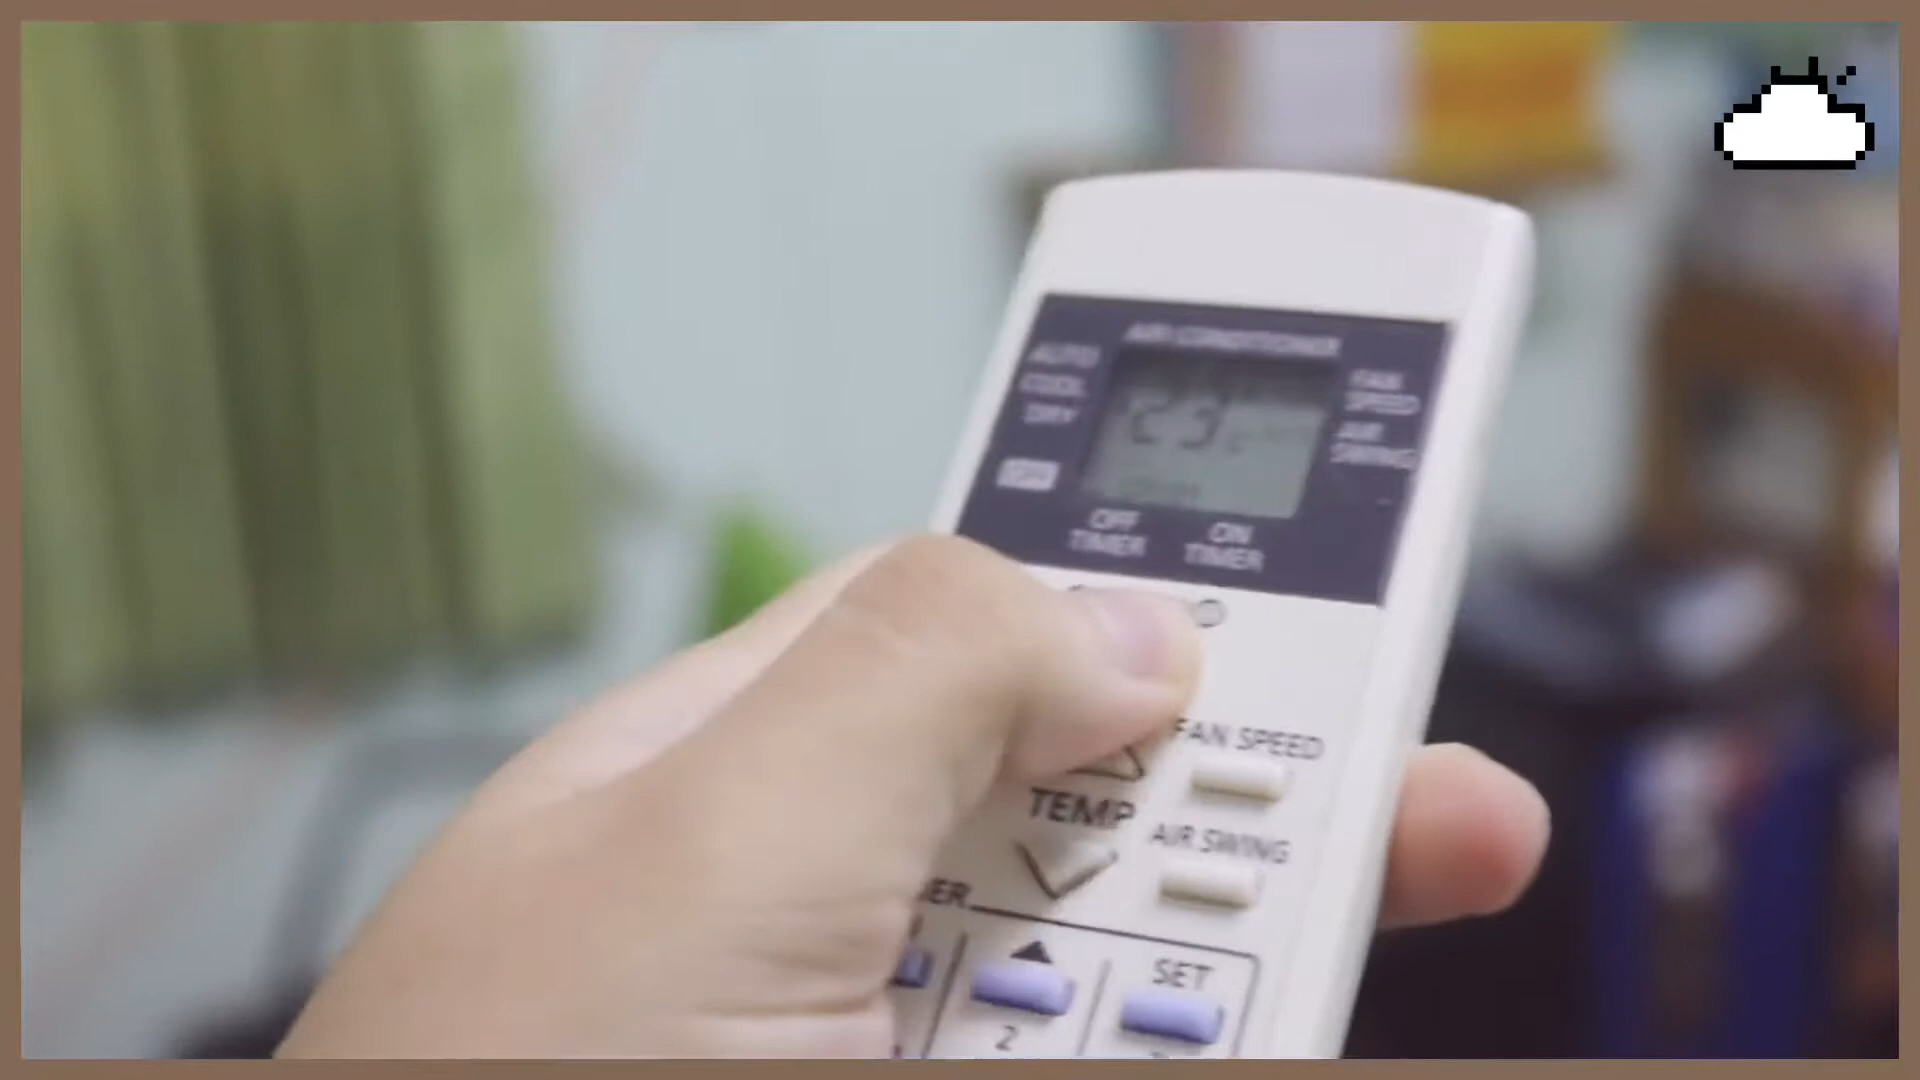 AIR CONDITIONER
AUTO
COOL
DRY
FAN
SPEED
AIR
SWING
23
OFF
TIMER
ON
TIMER
FAN SPEED
TEMP
AIR SWING
SET
2